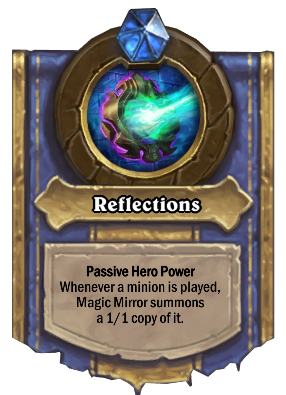 Reflections
Passive Hero Power
Whenever a minion is played,
Magic Mirror summons
a 1/1 copy of it.